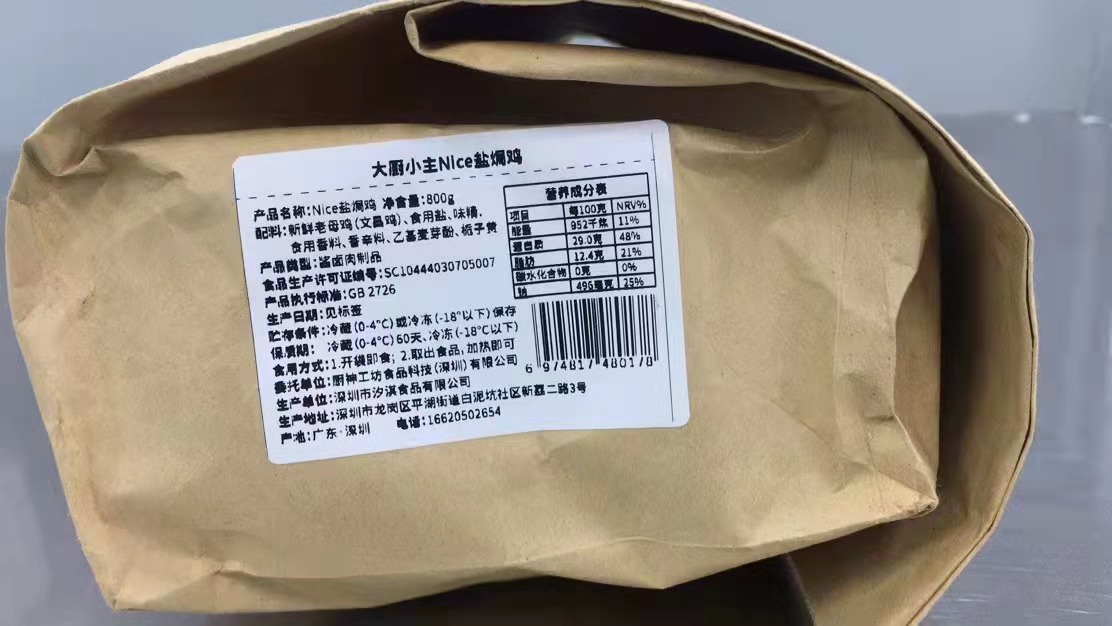 大厨小主Nice盐焗鸡
产品名称:Nice盐焗鸡 净含量:800g
配料:新鲜老母鸡(文昌鸡)、食用盐、味精、
食用香料、香辛料、乙基麦芽酚、栀子黄
产品类型:酱卤肉制品
食品生产许可证编号:SC10444030705007
产品执行标准:GB 2726
生产日期:见标签
贮存条件:冷藏(0-4°C)或冷冻(-18°以下)保存
保质期: 冷藏(0-4°C)60天、冷冻(-18°C以下)
食用方式:1.开袋即食; 2.取出食品,加热即可
委托单位:厨神工坊食品科技(深圳)有限公司
生产单位:深圳市汐淇食品有限公司
生产地址:深圳市龙岗区平湖街道白泥坑社区新荔二路3号
产地:广东·深圳 电话:16620502654
营养成分表
项目 每100克 NRV%
能量 952千焦 11%
蛋白质 29.0克 48%
脂肪 12.4克 21%
碳水化合物 0克 0%
钠 496毫克 25%
6 974817 480178